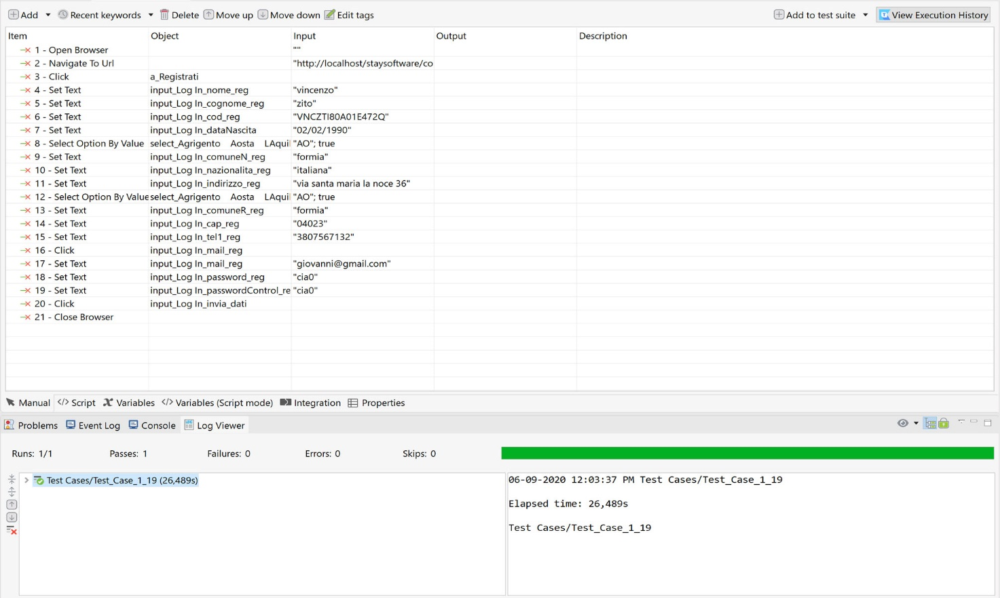 Add Recent keywords Delete Move up Move down Edit tags Add to test suite View Execution History
Item Object Input Output Description
1 - Open Browser ""
2 - Navigate To Url "http://localhost/staysoftware/co
3 - Click a_Registrati
4 - Set Text input_Log In_nome_reg "vincenzo"
5 - Set Text input_Log In_cognome_reg "zito"
6 - Set Text input_Log In_cod_reg "VNCZTI80A01E472Q"
7 - Set Text input_Log In_dataNascita "02/02/1990"
8 - Select Option By Value select_Agrigento Aosta LAquil "AO"; true
9 - Set Text input_Log In_comuneN_reg "formia"
10 - Set Text input_Log In_nazionalita_reg "italiana"
11 - Set Text input_Log In_indirizzo_reg "via santa maria la noce 36"
12 - Select Option By Value select_Agrigento Aosta LAquil "AO"; true
13 - Set Text input_Log In_comuneR_reg "formia"
14 - Set Text input_Log In_cap_reg "04023"
15 - Set Text input_Log In_tel1_reg "3807567132"
16 - Click input_Log In_mail_reg
17 - Set Text input_Log In_mail_reg "giovanni@gmail.com"
18 - Set Text input_Log In_password_reg "cia0"
19 - Set Text input_Log In_passwordControl_re "cia0"
20 - Click input_Log In_invia_dati
21 - Close Browser
Manual </> Script Variables </> Variables (Script mode) Integration Properties
Problems Event Log Console Log Viewer
Runs: 1/1 Passes: 1 Failures: 0 Errors: 0 Skips: 0
Test Cases/Test_Case_1_19 (26,489s)
06-09-2020 12:03:37 PM Test Cases/Test_Case_1_19
Elapsed time: 26,489s
Test Cases/Test_Case_1_19